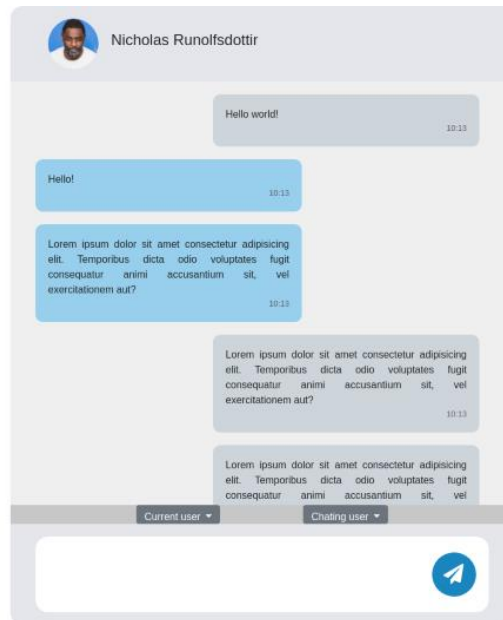 Nicholas Runolfsdottir
Hello world!
10:13
Hello!
10:13
Lorem ipsum dolor sit amet consectetur adipisicing
elit. Temporibus dicta odio voluptates fugit
consequatur animi accusantium sit, vel
exercitationem aut?
10:13
Lorem ipsum dolor sit amet consectetur adipisicing
elit. Temporibus dicta odio voluptates fugit
consequatur animi accusantium sit, vel
exercitationem aut?
10:13
Lorem ipsum dolor sit amet consectetur adipisicing
elit. Temporibus dicta odio voluptates fugit
consequatur animi accusantium sit, vel
Current user
Chating user